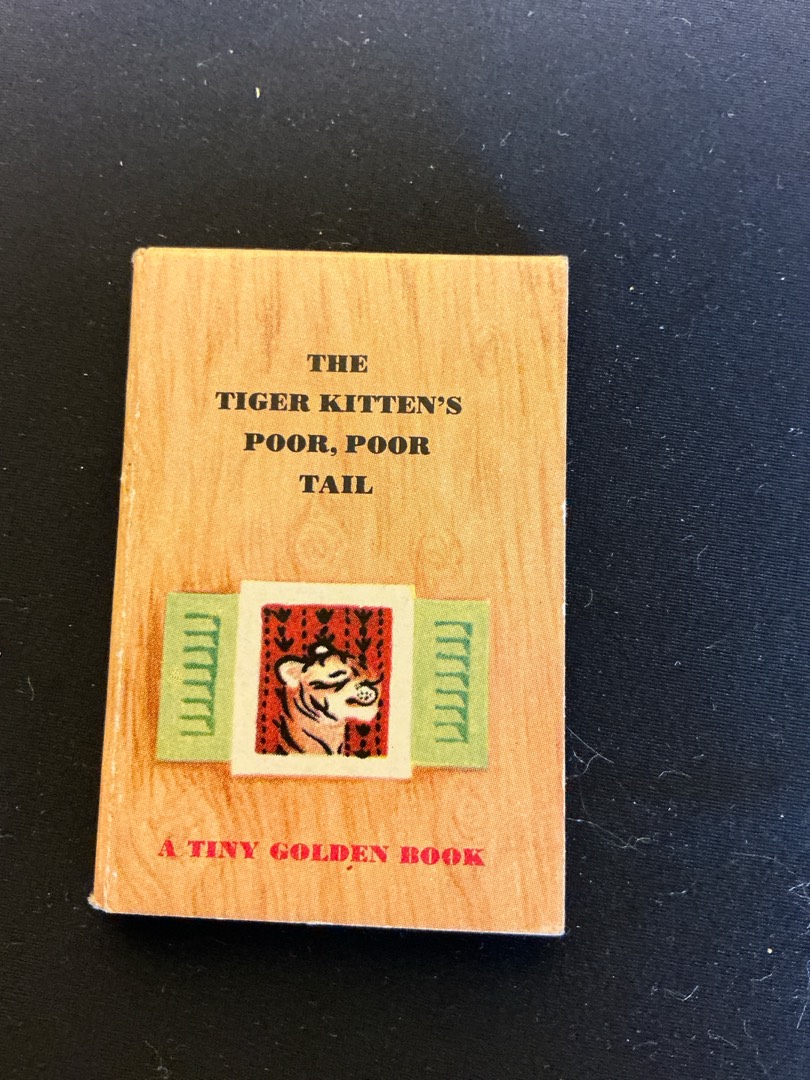 THE
TIGER KITTEN'S
POOR, POOR
TAIL
A TINY GOLDEN BOOK